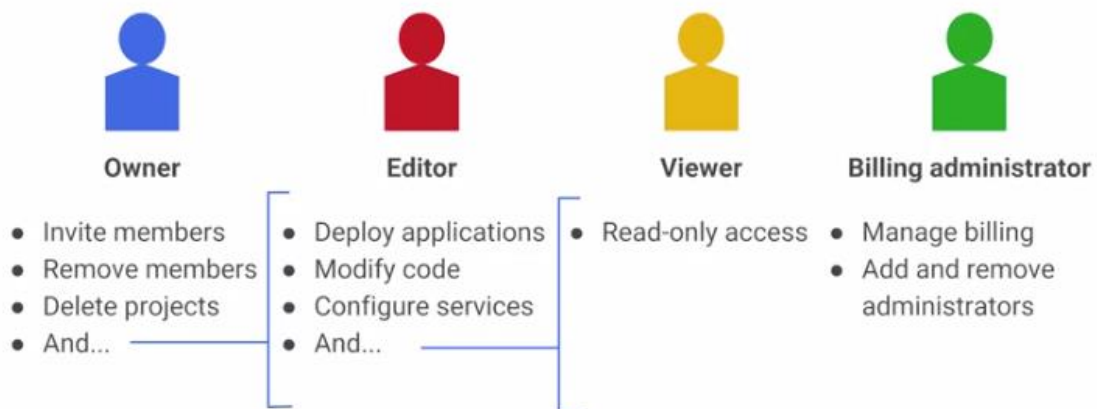 Owner
Editor
Viewer
Billing administrator
● Invite members
● Remove members
● Delete projects
● And...
● Deploy applications
● Modify code
● Configure services
● And...
● Read-only access
● Manage billing
● Add and remove
administrators